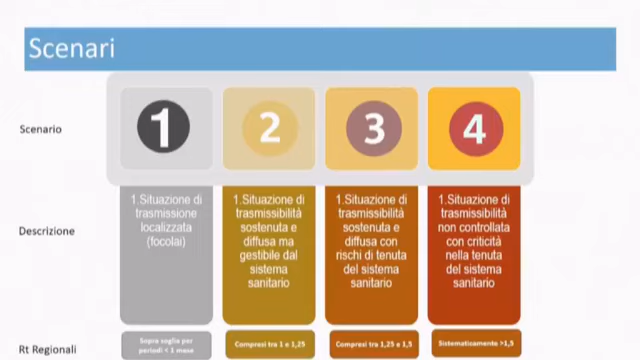 Scenari
Scenario
1
2
3
4
Descrizione
1.Situazione di
trasmissione
localizzata
(focolai)
1.Situazione di
trasmissibilità
sostenuta e
diffusa ma
gestibile dal
sistema
sanitario
1.Situazione di
trasmissibilità
sostenuta e
diffusa con
rischi di tenuta
del sistema
sanitario
1.Situazione di
trasmissibilità
non controllata
con criticità
nella tenuta
del sistema
sanitario
Rt Regionali
Sopra soglia per
periodi < 1 mese
Compresi tra 1 e 1,25
Compresi tra 1,25 e 1,5
Sistematicamente >1,5